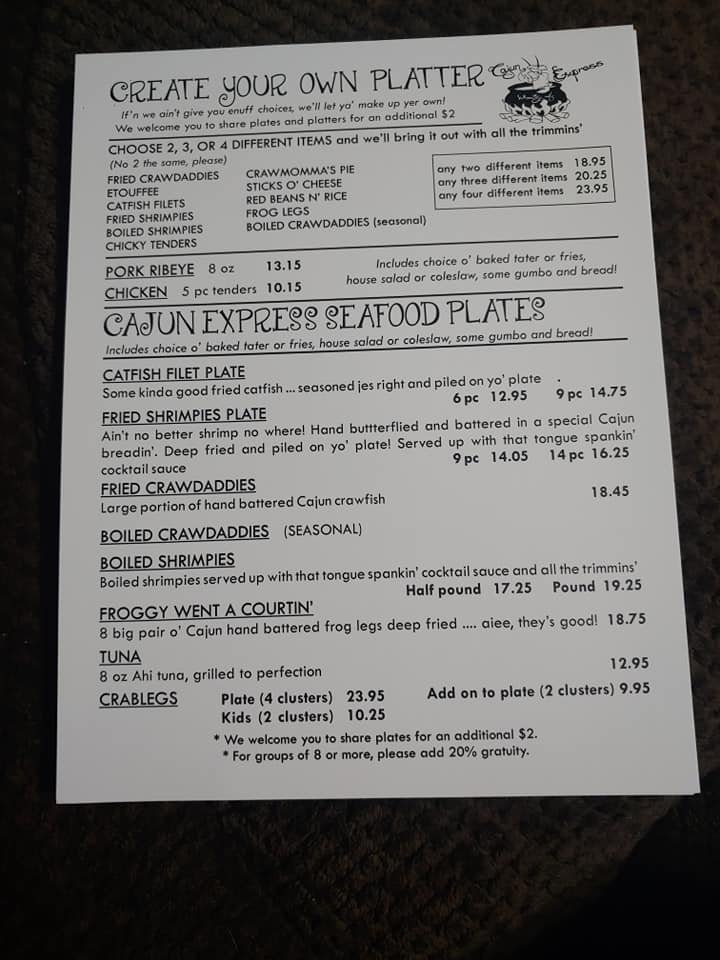 CREATE YOUR OWN PLATTER
Cajun Express
If'n we ain't give you enuff choices, we'll let ya' make up yer own!
We welcome you to share plates and platters for an additional $2
CHOOSE 2, 3, OR 4 DIFFERENT ITEMS and we'll bring it out with all the trimmins'
(No 2 the same, please)
FRIED CRAWDADDIES
ETOUFFEE
CATFISH FILETS
FRIED SHRIMPIES
BOILED SHRIMPIES
CHICKY TENDERS
CRAWMOMMA'S PIE
STICKS O' CHEESE
RED BEANS N' RICE
FROG LEGS
BOILED CRAWDADDIES (seasonal)
any two different items 18.95
any three different items 20.25
any four different items 23.95
PORK RIBEYE 8 oz 13.15
CHICKEN 5 pc tenders 10.15
Includes choice o' baked tater or fries,
house salad or coleslaw, some gumbo and bread!
CAJUN EXPRESS SEAFOOD PLATES
Includes choice o' baked tater or fries, house salad or coleslaw, some gumbo and bread!
CATFISH FILET PLATE
Some kinda good fried catfish ... seasoned jes right and piled on yo' plate .
6 pc 12.95 9 pc 14.75
FRIED SHRIMPIES PLATE
Ain't no better shrimp no where! Hand buttterflied and battered in a special Cajun
breadin'. Deep fried and piled on yo' plate! Served up with that tongue spankin'
cocktail sauce 9 pc 14.05 14 pc 16.25
FRIED CRAWDADDIES
Large portion of hand battered Cajun crawfish 18.45
BOILED CRAWDADDIES (SEASONAL)
BOILED SHRIMPIES
Boiled shrimpies served up with that tongue spankin' cocktail sauce and all the trimmins'
Half pound 17.25 Pound 19.25
FROGGY WENT A COURTIN'
8 big pair o' Cajun hand battered frog legs deep fried .... aiee, they's good! 18.75
TUNA
8 oz Ahi tuna, grilled to perfection 12.95
CRABLEGS Plate (4 clusters) 23.95 Add on to plate (2 clusters) 9.95
Kids (2 clusters) 10.25
* We welcome you to share plates for an additional $2.
* For groups of 8 or more, please add 20% gratuity.